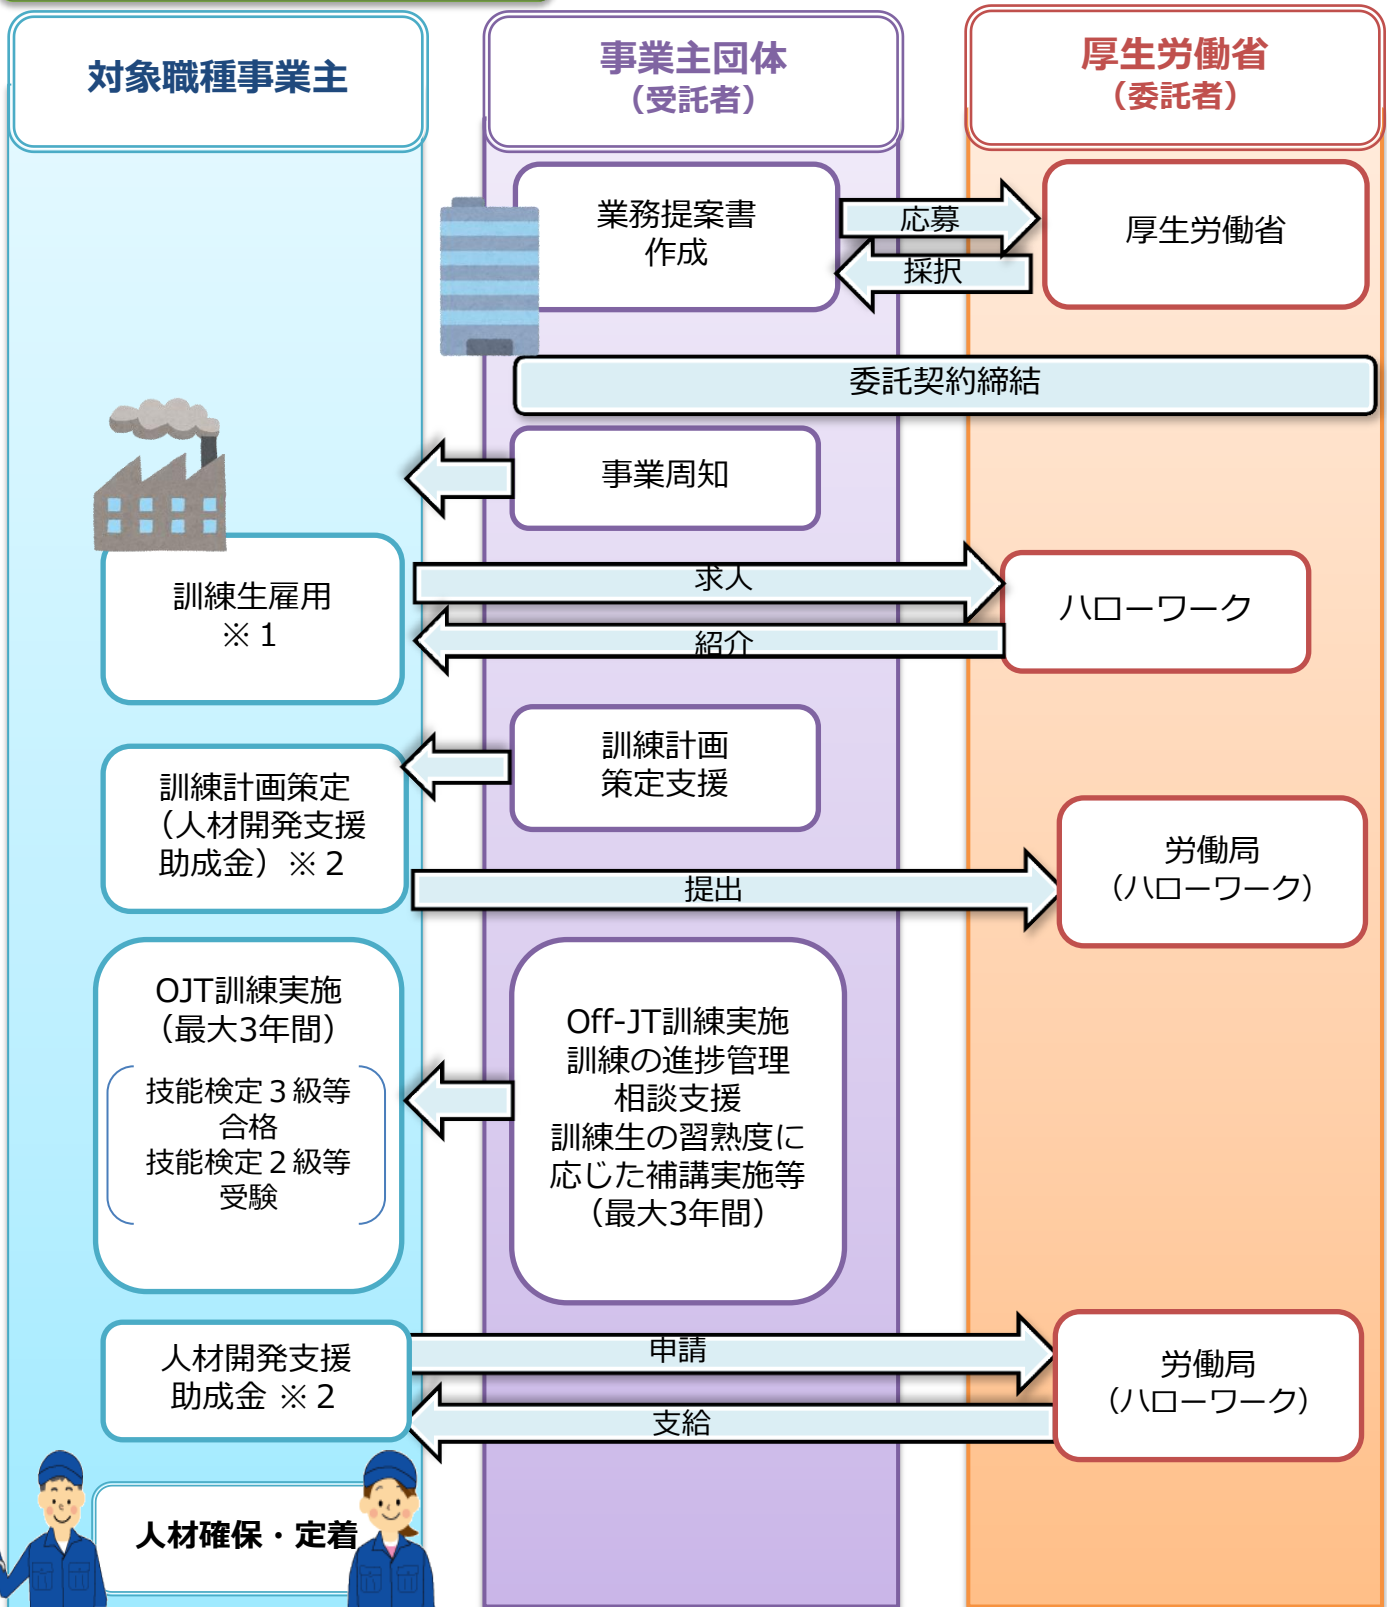 対象職種事業主
事業主団体
（受託者）
厚生労働省
（委託者）
業務提案書
作成
応募
採択
厚生労働省
委託契約締結
事業周知
訓練生雇用
※１
求人
紹介
ハローワーク
訓練計画
策定支援
訓練計画策定
（人材開発支援
助成金）※２
提出
労働局
（ハローワーク）
OJT訓練実施
（最大3年間）
技能検定３級等
合格
技能検定２級等
受験
Off-JT訓練実施
訓練の進捗管理
相談支援
訓練生の習熟度に
応じた補講実施等
（最大3年間）
人材開発支援
助成金 ※２
申請
支給
労働局
（ハローワーク）
人材確保・定着